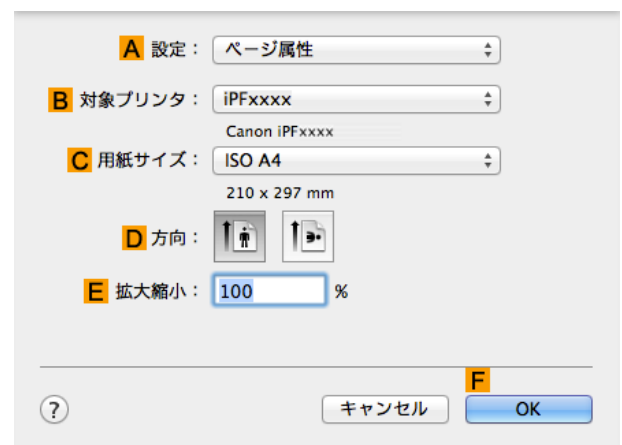 A 設定： ページ属性
B 対象プリンタ： iPFxxxx
Canon iPFxxxx
C 用紙サイズ： ISO A4
210 x 297 mm
D 方向：
E 拡大縮小： 100 %
F
? キャンセル OK